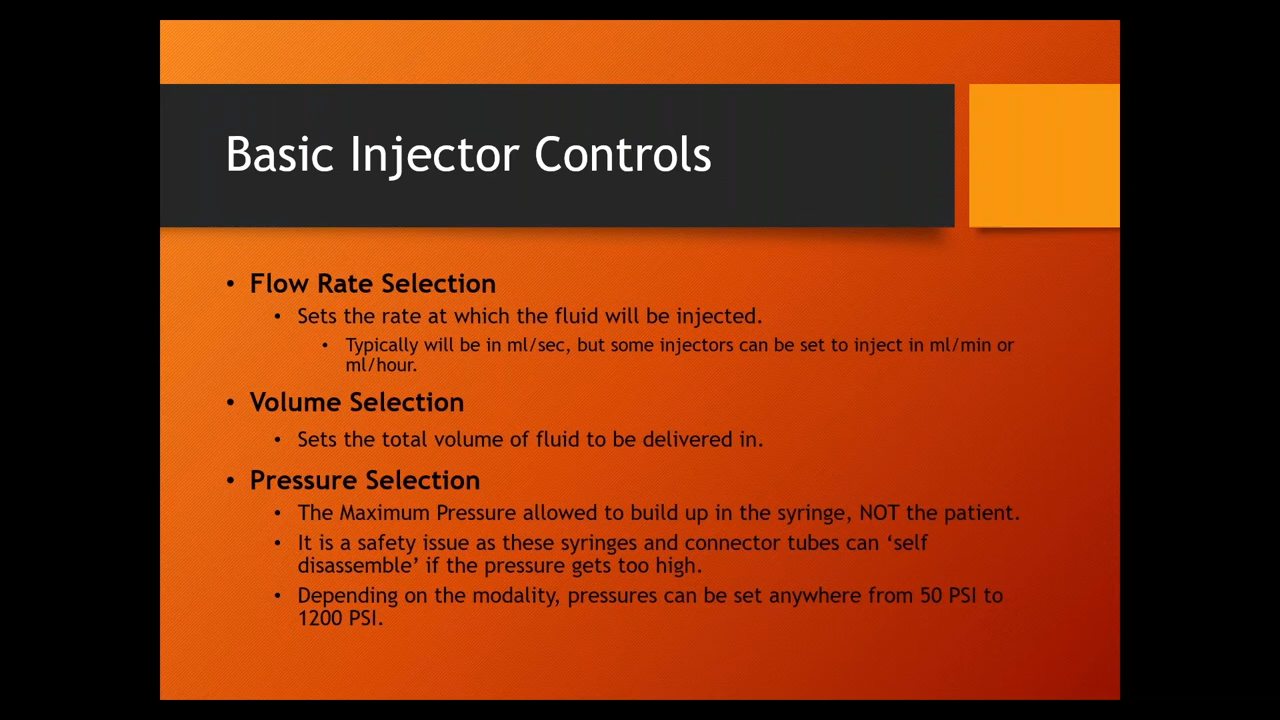 Basic Injector Controls
• Flow Rate Selection
• Sets the rate at which the fluid will be injected.
• Typically will be in ml/sec, but some injectors can be set to inject in ml/min or
ml/hour.
• Volume Selection
• Sets the total volume of fluid to be delivered in.
• Pressure Selection
• The Maximum Pressure allowed to build up in the syringe, NOT the patient.
• It is a safety issue as these syringes and connector tubes can ‘self
disassemble’ if the pressure gets too high.
• Depending on the modality, pressures can be set anywhere from 50 PSI to
1200 PSI.